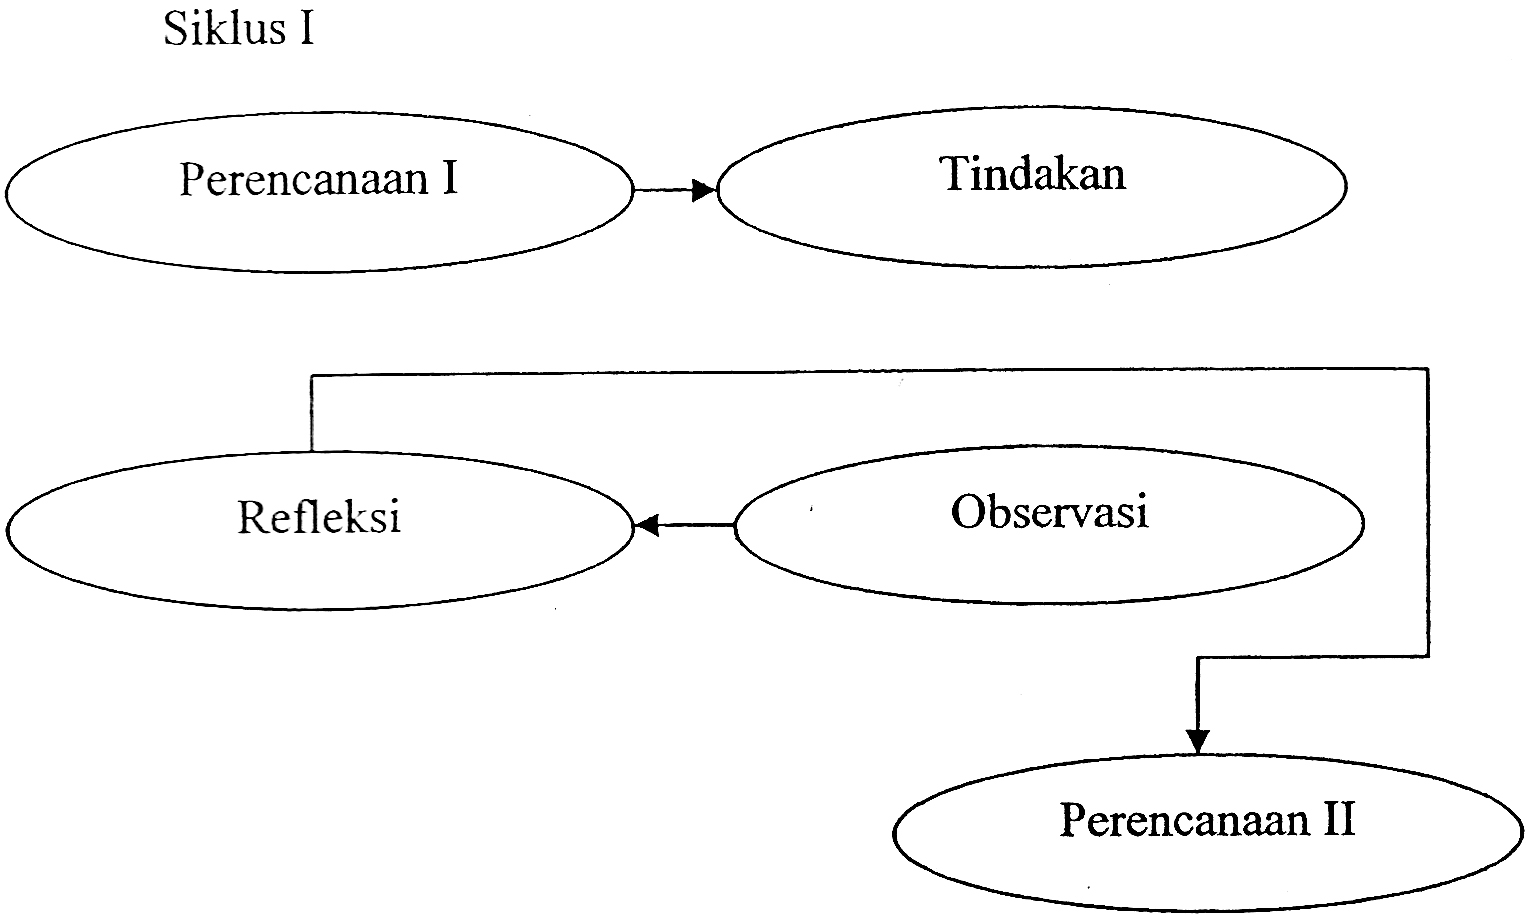 Siklus I
Perencanaan I
Tindakan
Refleksi
Observasi
Perencanaan II